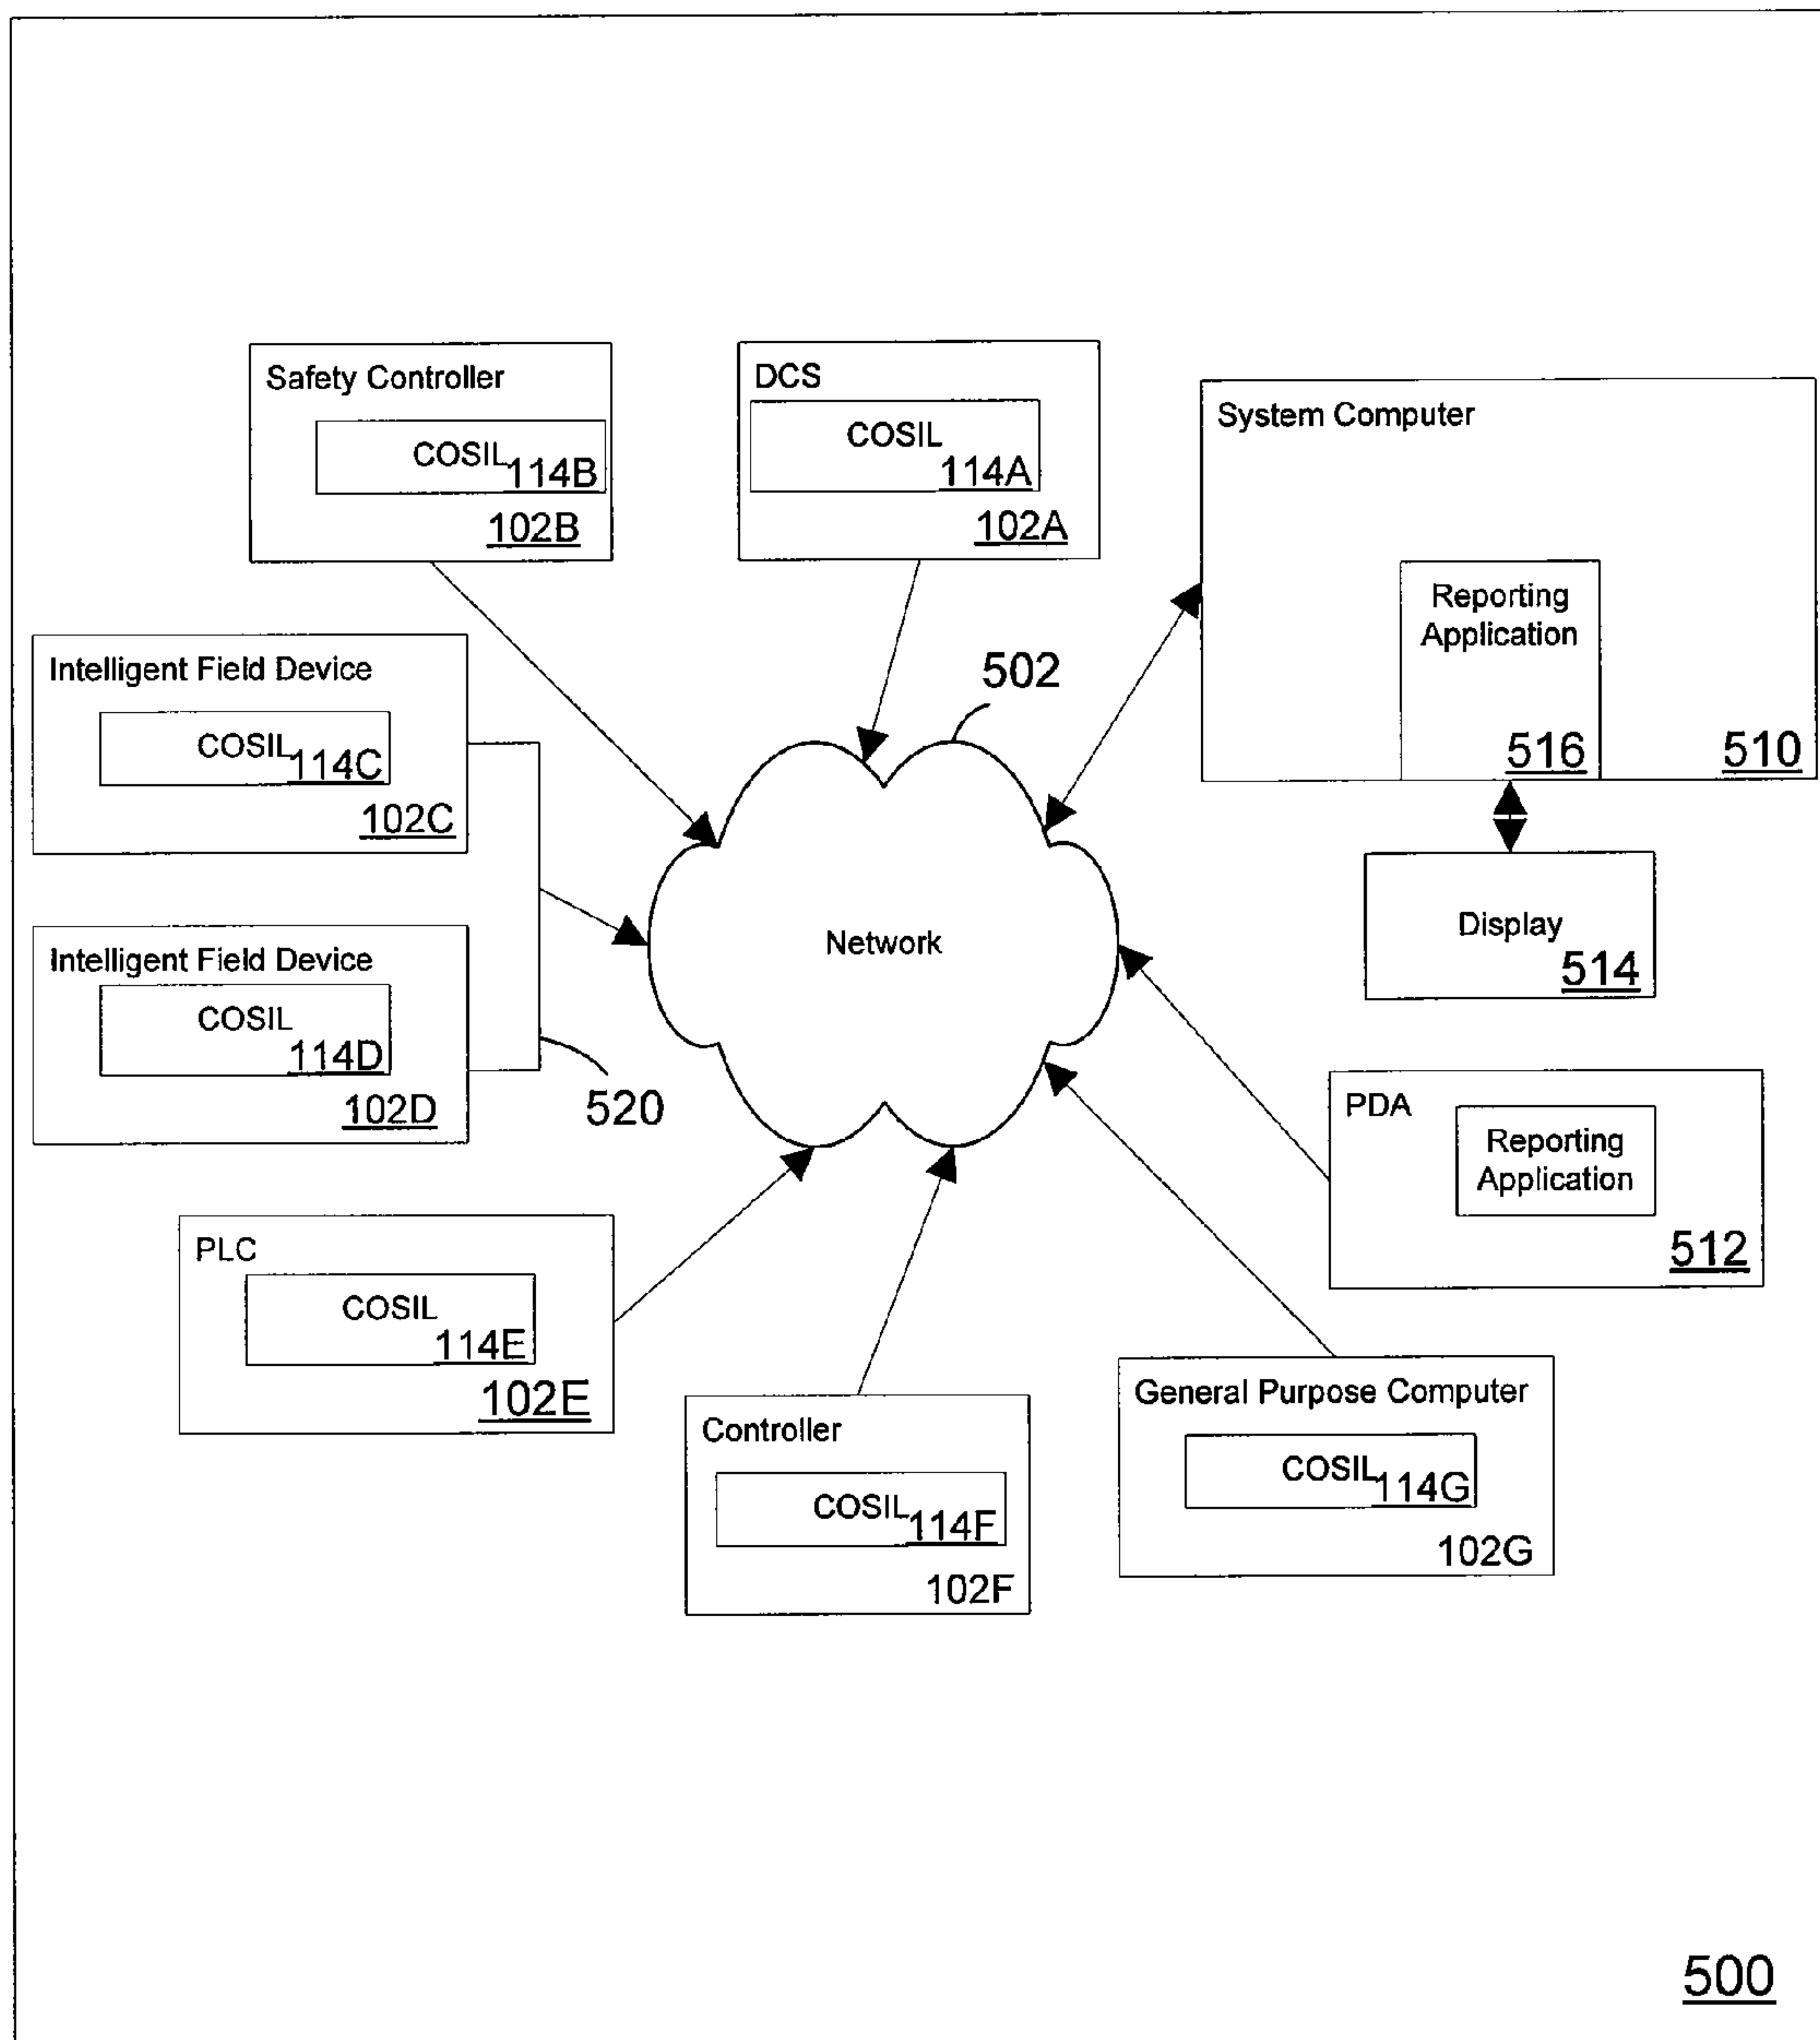 Safety Controller
COSIL
114B
102B
DCS
COSIL
114A
102A
System Computer
Reporting
Application
516
510
Intelligent Field Device
COSIL
114C
102C
502
Display
514
Intelligent Field Device
COSIL
114D
102D
520
Network
PDA
Reporting
Application
512
PLC
COSIL
114E
102E
Controller
COSIL
114F
102F
General Purpose Computer
COSIL
114G
102G
500